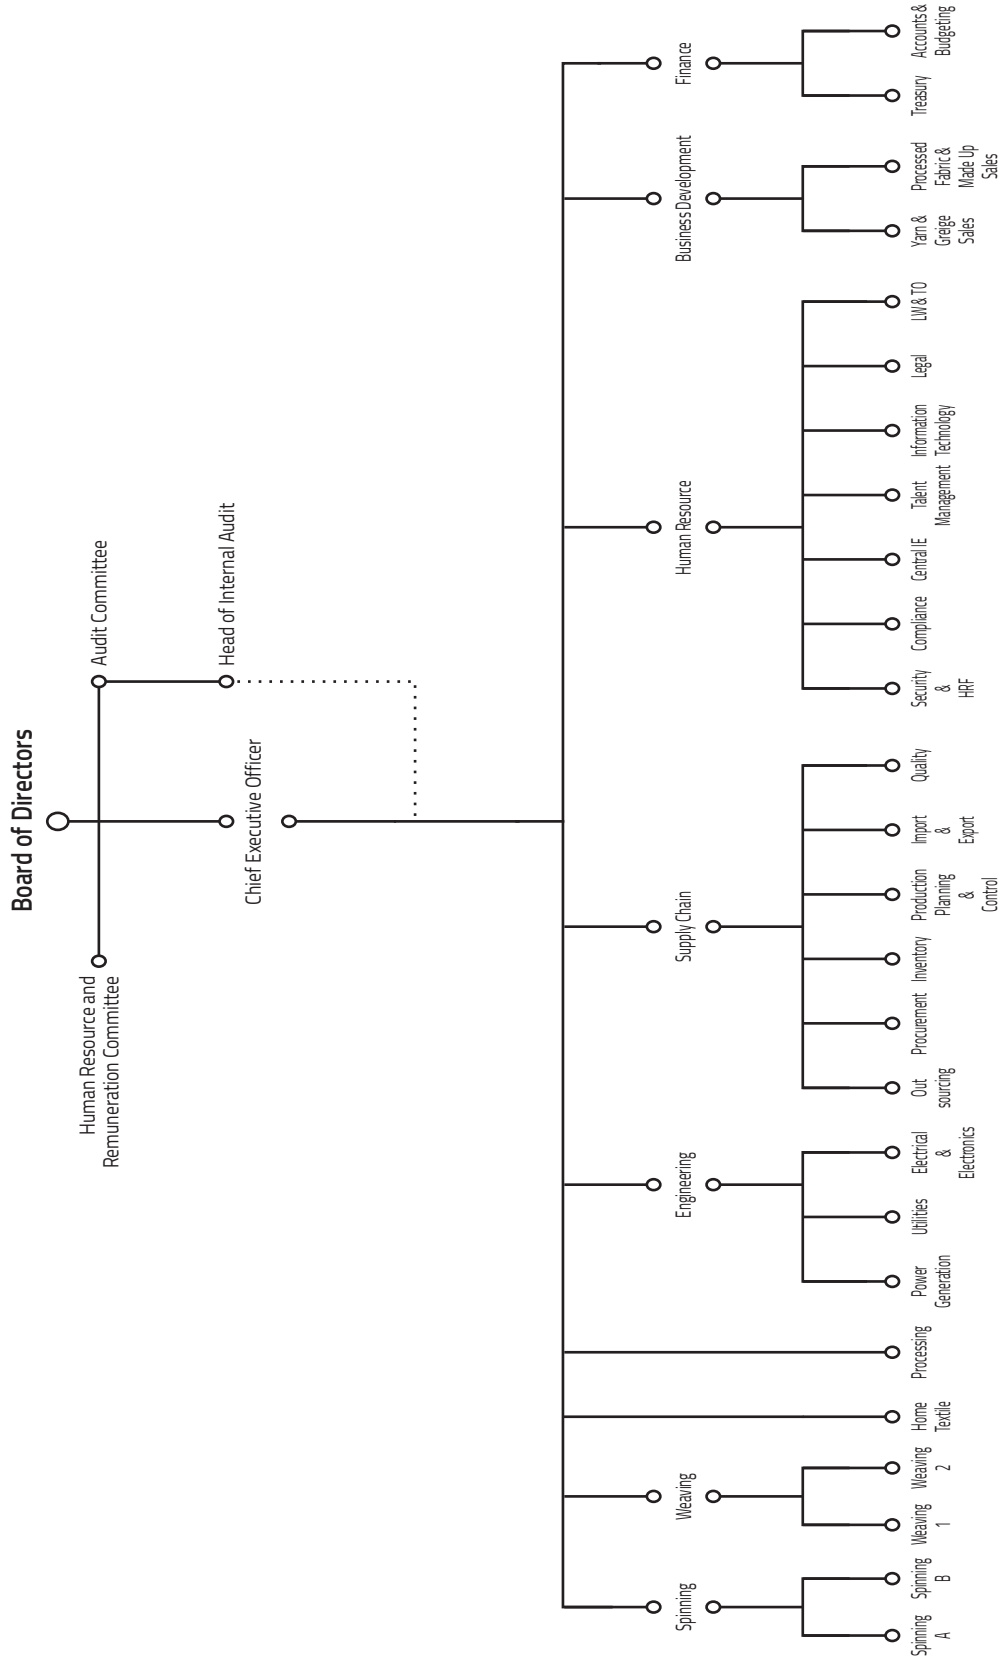 Board of Directors
Human Resource and
Remuneration Committee
Audit Committee
Chief Executive Officer
Head of Internal Audit
Spinning
Weaving
Engineering
Supply Chain
Human Resource
Business Development
Finance
Spinning
A
Spinning
B
Weaving
1
Weaving
2
Home
Textile
Processing
Power
Generation
Utilities
Electrical
&
Electronics
Out
sourcing
Procurement
Inventory
Production
Planning
&
Control
Import
&
Export
Quality
Security
&
HRF
Compliance
Central IE
Talent
Management
Information
Technology
Legal
LW & TO
Yarn &
Greige
Sales
Processed
Fabric &
Made Up
Sales
Treasury
Accounts &
Budgeting